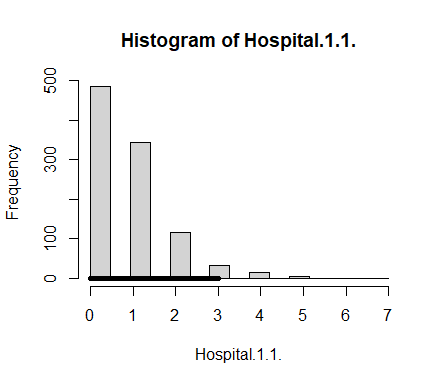 Histogram of Hospital.1.1.
500
300
100
0
Frequency
0 1 2 3 4 5 6 7
Hospital.1.1.